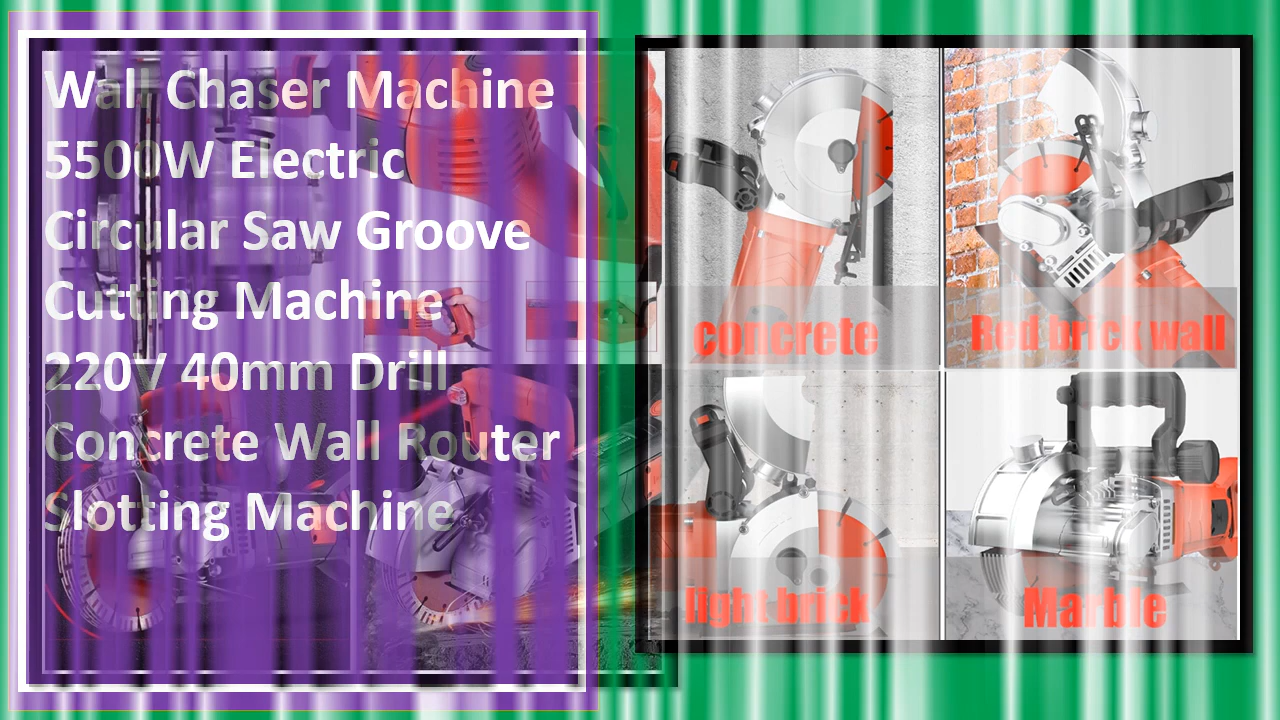 Wall Chaser Machine
5500W Electric
Circular Saw Groove
Cutting Machine
220V 40mm Drill
Concrete Wall Router
Slotting Machine
concrete
Red brick wall
light brick
Marble